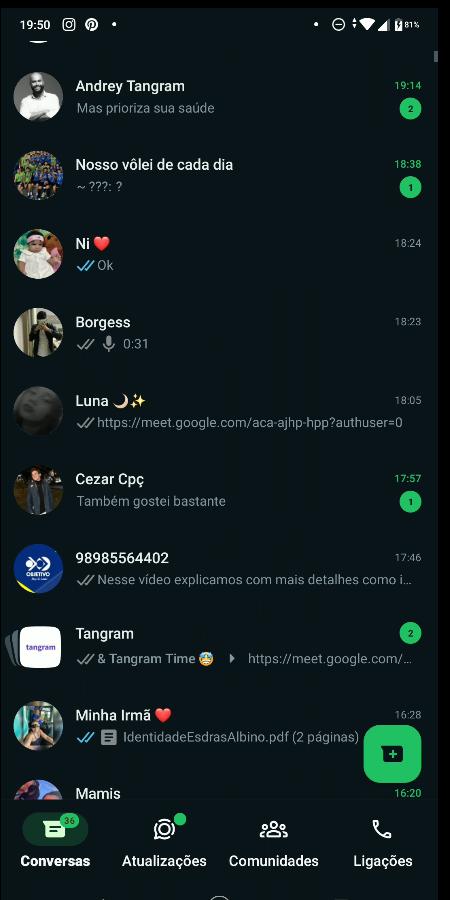 19:50
81%
Andrey Tangram 19:14
Mas prioriza sua saúde 2
Nosso vôlei de cada dia 18:38
~ ???: ? 1
Ni ❤️ 18:24
Ok
Borgess 18:23
0:31
Luna 🌙✨ 18:05
https://meet.google.com/aca-ajhp-hpp?authuser=0
Cezar Cpç 17:57
Também gostei bastante 1
98985564402 17:46
OBJETIVO
Nesse vídeo explicamos com mais detalhes como i...
Tangram 2
tangram
& Tangram Time 😰 https://meet.google.com/...
Minha Irmã ❤️ 16:28
IdentidadeEsdrasAlbino.pdf (2 páginas)
Mamis 16:20
36
Conversas Atualizações Comunidades Ligações